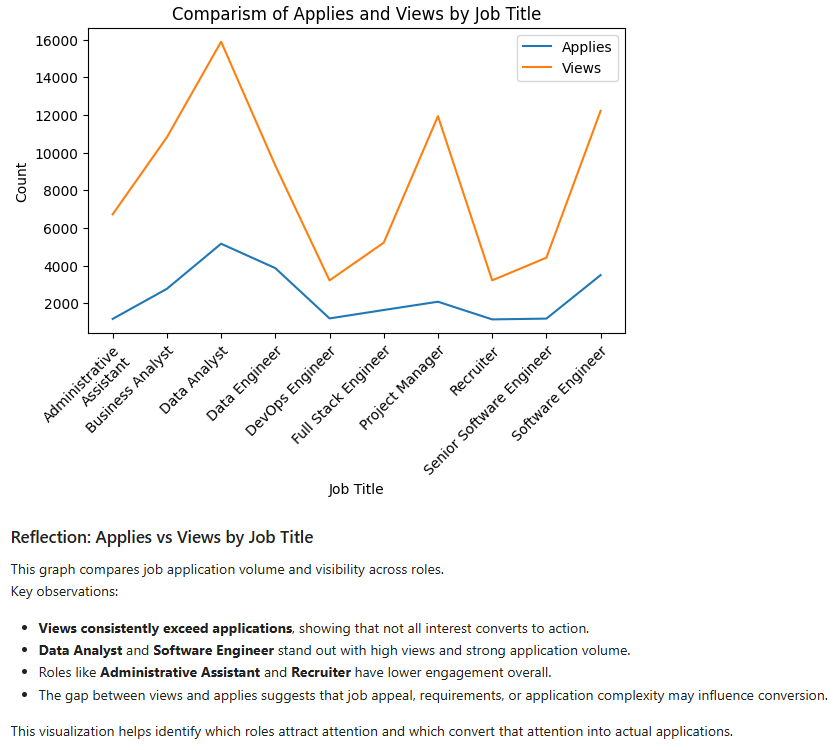 Comparism of Applies and Views by Job Title
Applies
Views
16000
14000
12000
10000
8000
6000
4000
2000
Count
Administrative
Assistant
Business Analyst
Data Analyst
Data Engineer
DevOps Engineer
Full Stack Engineer
Project Manager
Recruiter
Senior Software Engineer
Software Engineer
Job Title
Reflection: Applies vs Views by Job Title
This graph compares job application volume and visibility across roles.
Key observations:
• Views consistently exceed applications, showing that not all interest converts to action.
• Data Analyst and Software Engineer stand out with high views and strong application volume.
• Roles like Administrative Assistant and Recruiter have lower engagement overall.
• The gap between views and applies suggests that job appeal, requirements, or application complexity may influence conversion.
This visualization helps identify which roles attract attention and which convert that attention into actual applications.